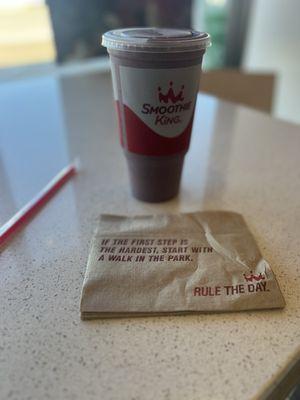 SMOOTHIE
KING
IF THE FIRST STEP IS
THE HARDEST, START WITH
A WALK IN THE PARK.
RULE THE DAY.